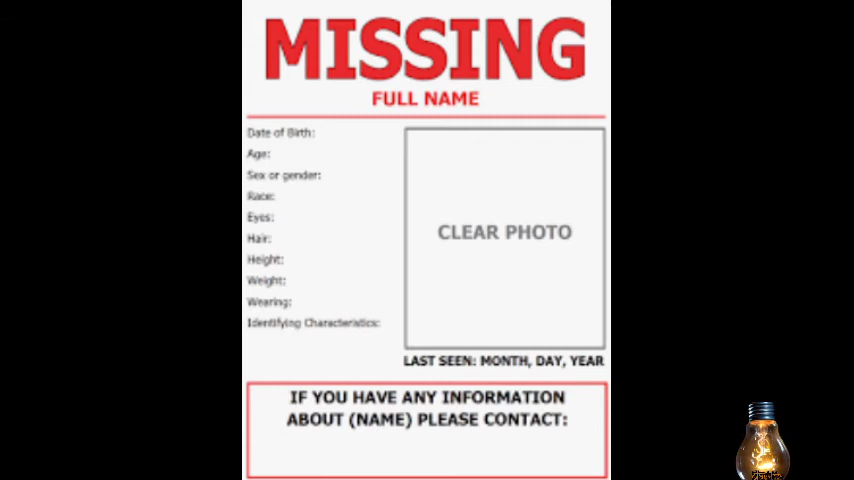 MISSING
FULL NAME
Date of Birth:
Age:
Sex or gender:
Race:
Eyes:
Hair:
Height:
Weight:
Wearing:
Identifying Characteristics:
CLEAR PHOTO
LAST SEEN: MONTH, DAY, YEAR
IF YOU HAVE ANY INFORMATION
ABOUT (NAME) PLEASE CONTACT: